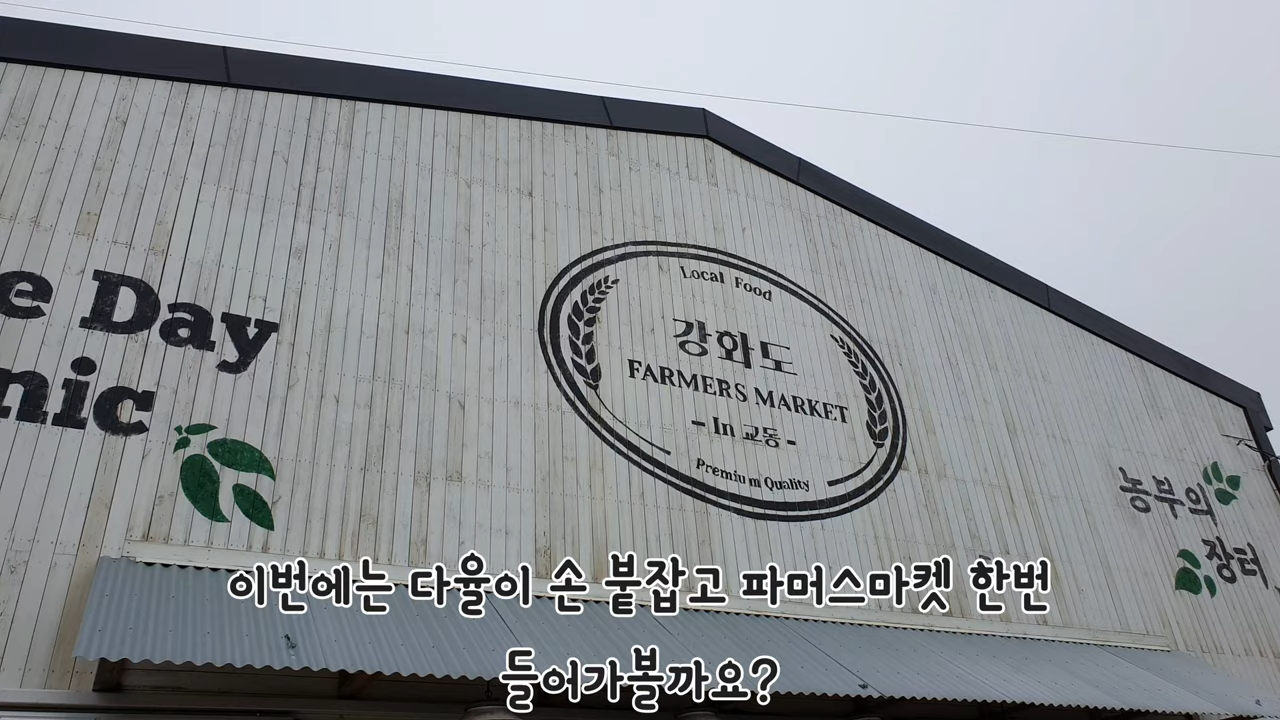 e Day
nic
Local Food
강화도
FARMERS MARKET
- In 교동 -
Premium Quality
농부의
장터
이번에는 다율이 손 붙잡고 파머스마켓 한번
들어가볼까요?